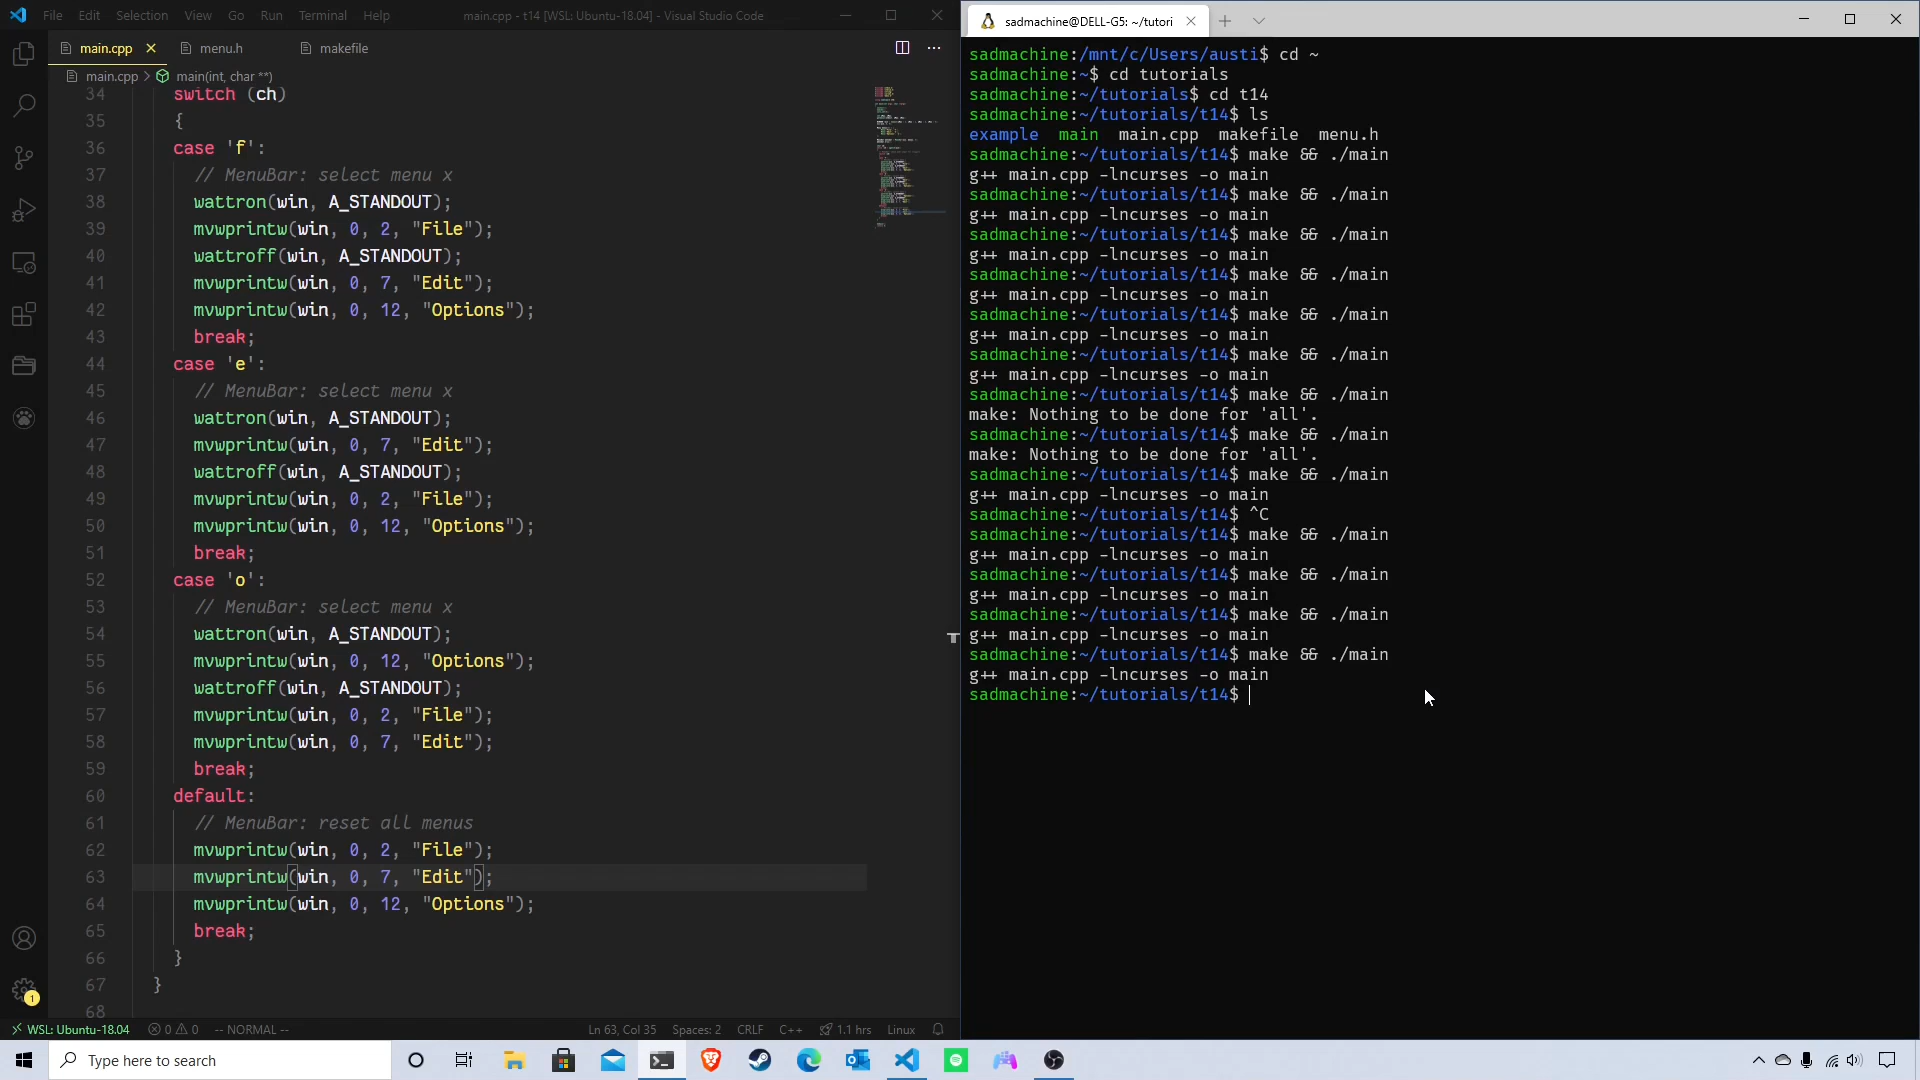 File Edit Selection View Go Run Terminal Help
main.cpp - t14 [WSL: Ubuntu-18.04] - Visual Studio Code
main.cpp
menu.h
makefile
main.cpp > main(int, char **)
34 switch (ch)
35 {
36 case 'f':
37 // MenuBar: select menu x
38 wattron(win, A_STANDOUT);
39 mvwprintw(win, 0, 2, "File");
40 wattroff(win, A_STANDOUT);
41 mvwprintw(win, 0, 7, "Edit");
42 mvwprintw(win, 0, 12, "Options");
43 break;
44 case 'e':
45 // MenuBar: select menu x
46 wattron(win, A_STANDOUT);
47 mvwprintw(win, 0, 7, "Edit");
48 wattroff(win, A_STANDOUT);
49 mvwprintw(win, 0, 2, "File");
50 mvwprintw(win, 0, 12, "Options");
51 break;
52 case 'o':
53 // MenuBar: select menu x
54 wattron(win, A_STANDOUT);
55 mvwprintw(win, 0, 12, "Options");
56 wattroff(win, A_STANDOUT);
57 mvwprintw(win, 0, 2, "File");
58 mvwprintw(win, 0, 7, "Edit");
59 break;
60 default:
61 // MenuBar: reset all menus
62 mvwprintw(win, 0, 2, "File");
63 mvwprintw(win, 0, 7, "Edit");
64 mvwprintw(win, 0, 12, "Options");
65 break;
66 }
67 }
68
WSL: Ubuntu-18.04 0 0 -- NORMAL -- Ln 63, Col 35 Spaces: 2 CRLF C++ 1.1 hrs Linux
1
sadmachine@DELL-G5: ~/tutori
sadmachine:/mnt/c/Users/austi$ cd ~
sadmachine:~$ cd tutorials
sadmachine:~/tutorials$ cd t14
sadmachine:~/tutorials/t14$ ls
example main main.cpp makefile menu.h
sadmachine:~/tutorials/t14$ make && ./main
g++ main.cpp -lncurses -o main
sadmachine:~/tutorials/t14$ make && ./main
g++ main.cpp -lncurses -o main
sadmachine:~/tutorials/t14$ make && ./main
g++ main.cpp -lncurses -o main
sadmachine:~/tutorials/t14$ make && ./main
g++ main.cpp -lncurses -o main
sadmachine:~/tutorials/t14$ make && ./main
g++ main.cpp -lncurses -o main
sadmachine:~/tutorials/t14$ make && ./main
g++ main.cpp -lncurses -o main
sadmachine:~/tutorials/t14$ make && ./main
make: Nothing to be done for 'all'.
sadmachine:~/tutorials/t14$ make && ./main
make: Nothing to be done for 'all'.
sadmachine:~/tutorials/t14$ make && ./main
g++ main.cpp -lncurses -o main
sadmachine:~/tutorials/t14$ ^C
sadmachine:~/tutorials/t14$ make && ./main
g++ main.cpp -lncurses -o main
sadmachine:~/tutorials/t14$ make && ./main
g++ main.cpp -lncurses -o main
sadmachine:~/tutorials/t14$ make && ./main
g++ main.cpp -lncurses -o main
sadmachine:~/tutorials/t14$ make && ./main
g++ main.cpp -lncurses -o main
sadmachine:~/tutorials/t14$
Type here to search